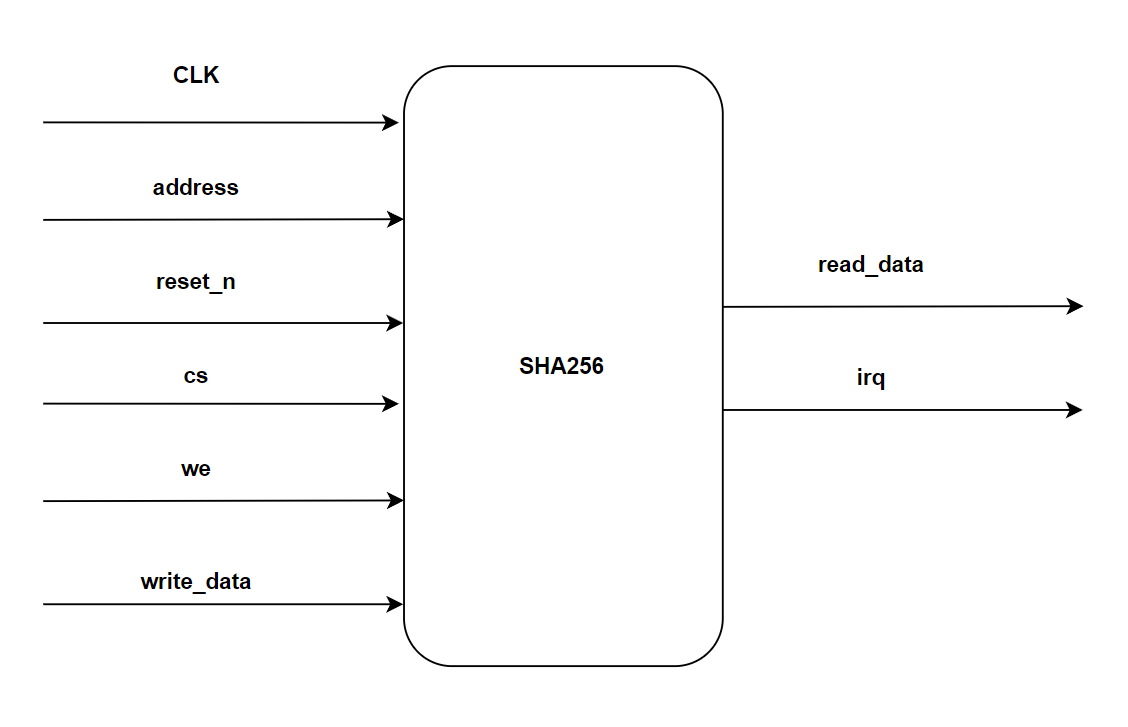 CLK
address
reset_n
cs
we
write_data
SHA256
read_data
irq